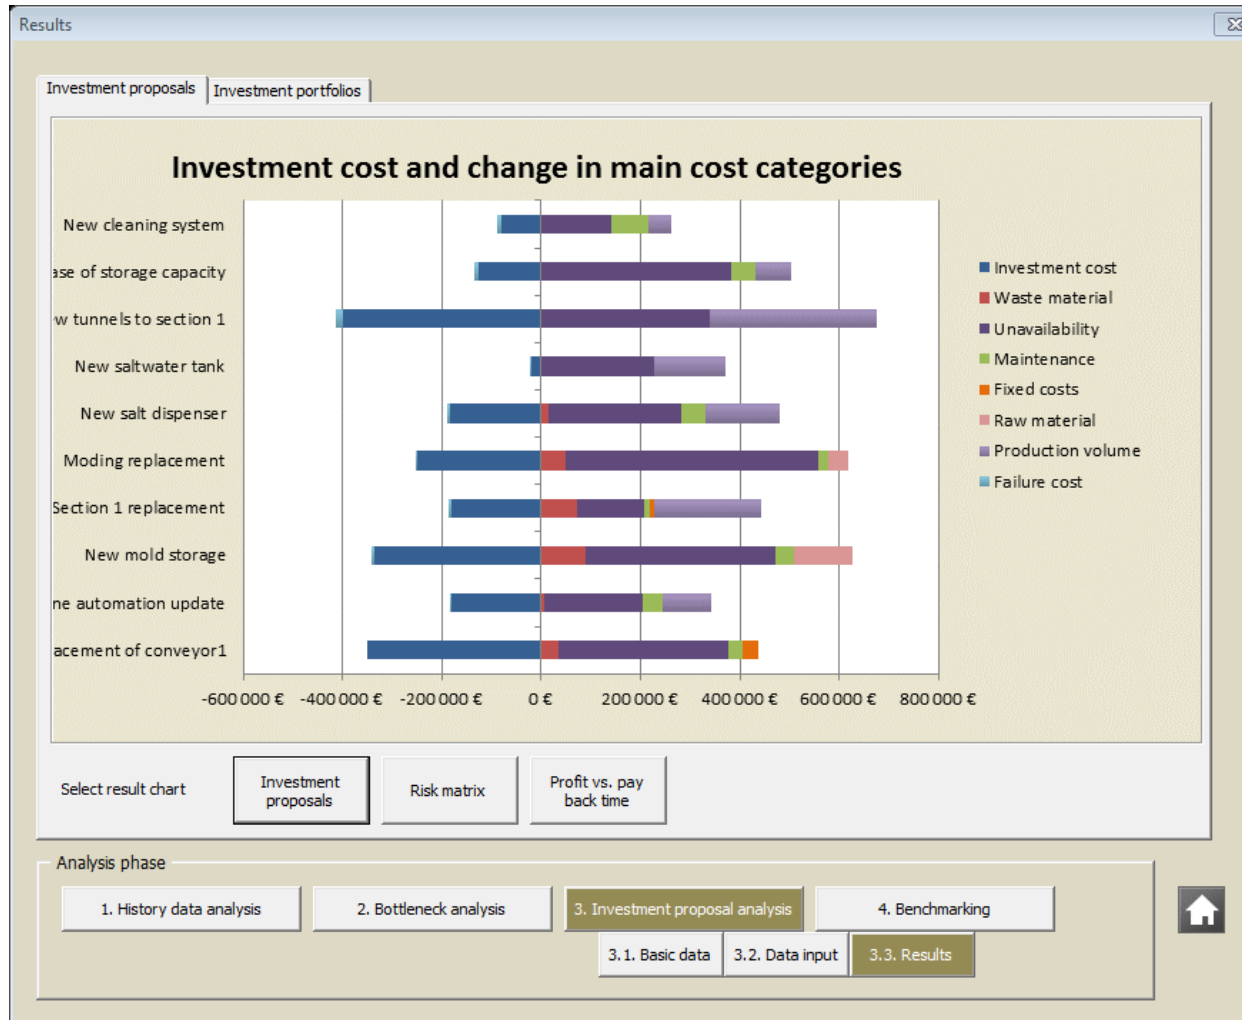 Results
Investment proposals
Investment portfolios
Investment cost and change in main cost categories
New cleaning system
ase of storage capacity
w tunnels to section 1
New saltwater tank
New salt dispenser
Moding replacement
Section 1 replacement
New mold storage
ne automation update
acement of conveyor1
-600 000 € -400 000 € -200 000 € 0 € 200 000 € 400 000 € 600 000 € 800 000 €
Investment cost
Waste material
Unavailability
Maintenance
Fixed costs
Raw material
Production volume
Failure cost
Select result chart
Investment
proposals
Risk matrix
Profit vs. pay
back time
Analysis phase
1. History data analysis
2. Bottleneck analysis
3. Investment proposal analysis
4. Benchmarking
3.1. Basic data
3.2. Data input
3.3. Results